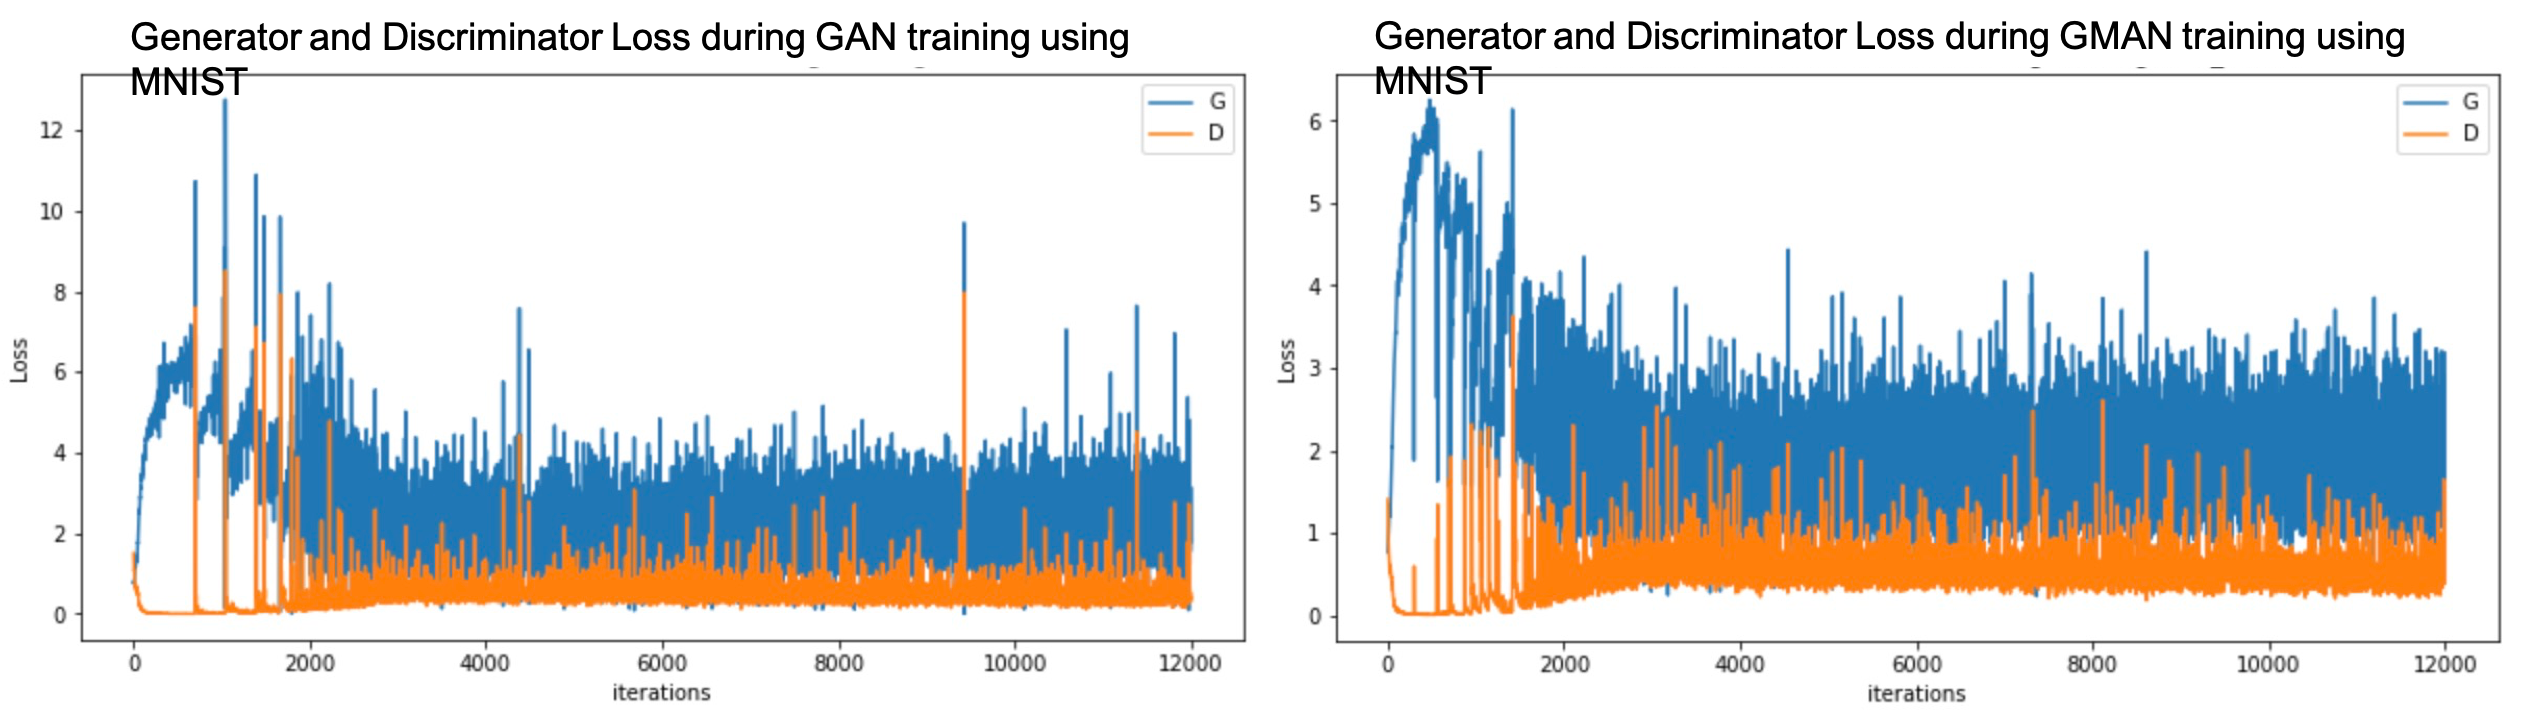 Generator and Discriminator Loss during GAN training using
MNIST
G
D
12
10
8
6
4
2
0
Loss
0 2000 4000 6000 8000 10000 12000
iterations
Generator and Discriminator Loss during GMAN training using
MNIST
G
D
6
5
4
3
2
1
0
Loss
0 2000 4000 6000 8000 10000 12000
iterations